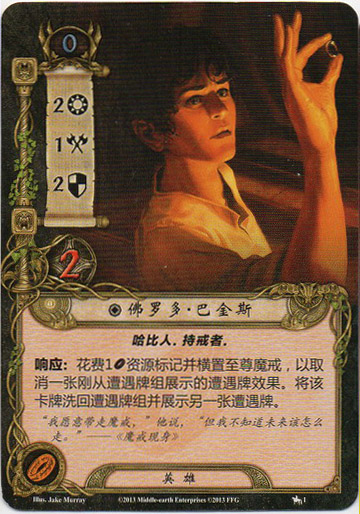 0
2
1
2
2
佛罗多·巴金斯
哈比人. 持戒者.
响应: 花费1资源标记并横置至尊魔戒，以取
消一张刚从遭遇牌组展示的遭遇牌效果。将该
卡牌洗回遭遇牌组并展示另一张遭遇牌。
“我愿意带走魔戒，”他说，“但我不知道未来该怎么
走。”——《魔戒现身》
英雄
Illus. Jake Murray
©2013 Middle-earth Enterprises ©2013 FFG
1